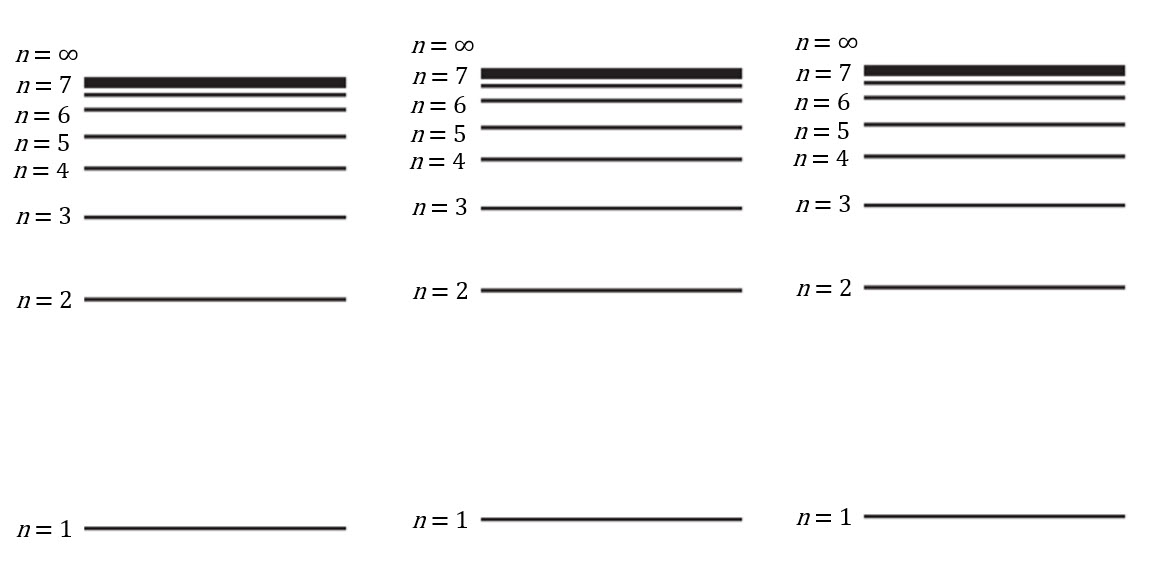 n = ∞
n = 7
n = 6
n = 5
n = 4
n = 3
n = 2
n = 1
n = ∞
n = 7
n = 6
n = 5
n = 4
n = 3
n = 2
n = 1
n = ∞
n = 7
n = 6
n = 5
n = 4
n = 3
n = 2
n = 1